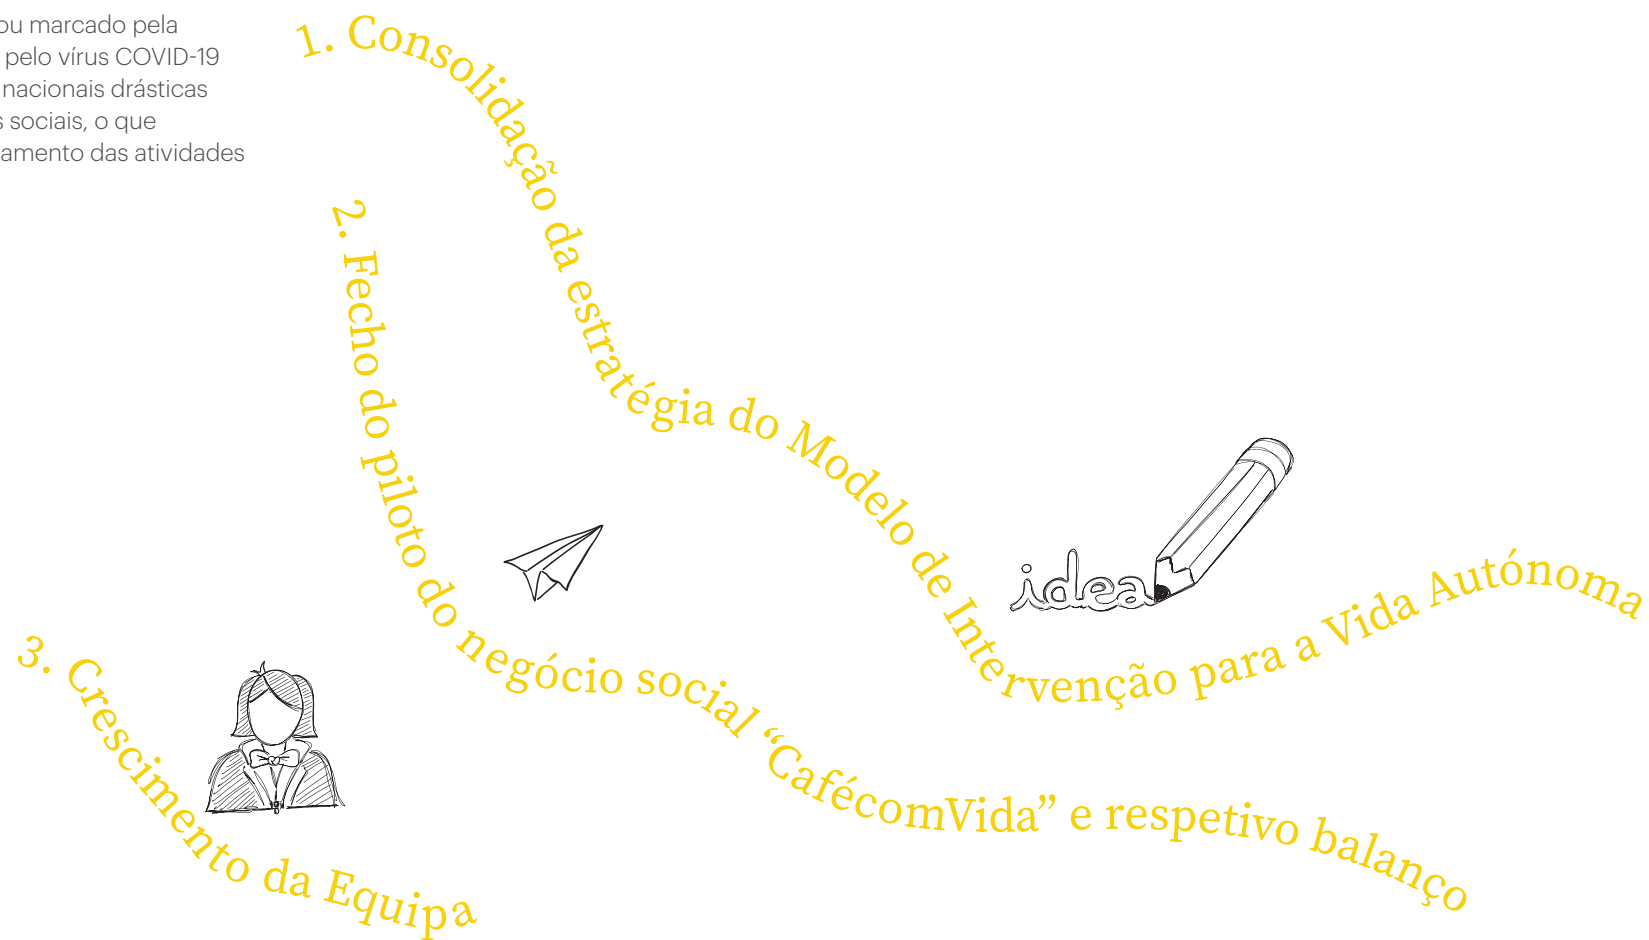 ou marcado pela
pelo vírus COVID-19
nacionais drásticas
s sociais, o que
amento das atividades
1. Consolidação da estratégia do Modelo de Intervenção para a Vida Autónoma
2. Fecho do piloto do negócio social “CafécomVida” e respetivo balanço
idea
3. Crescimento da Equipa